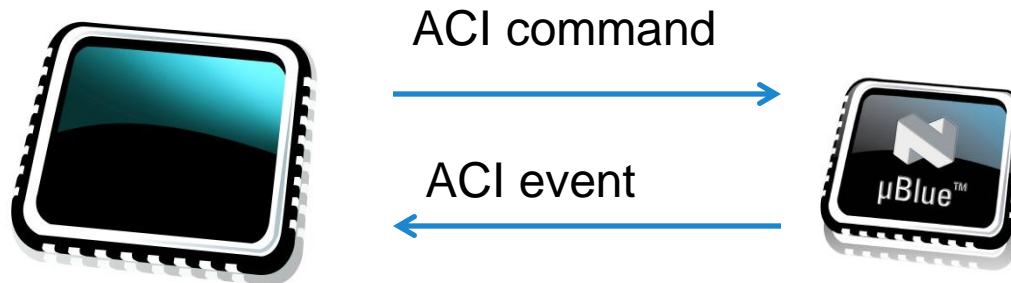 ACI command
ACI event
µBlue™